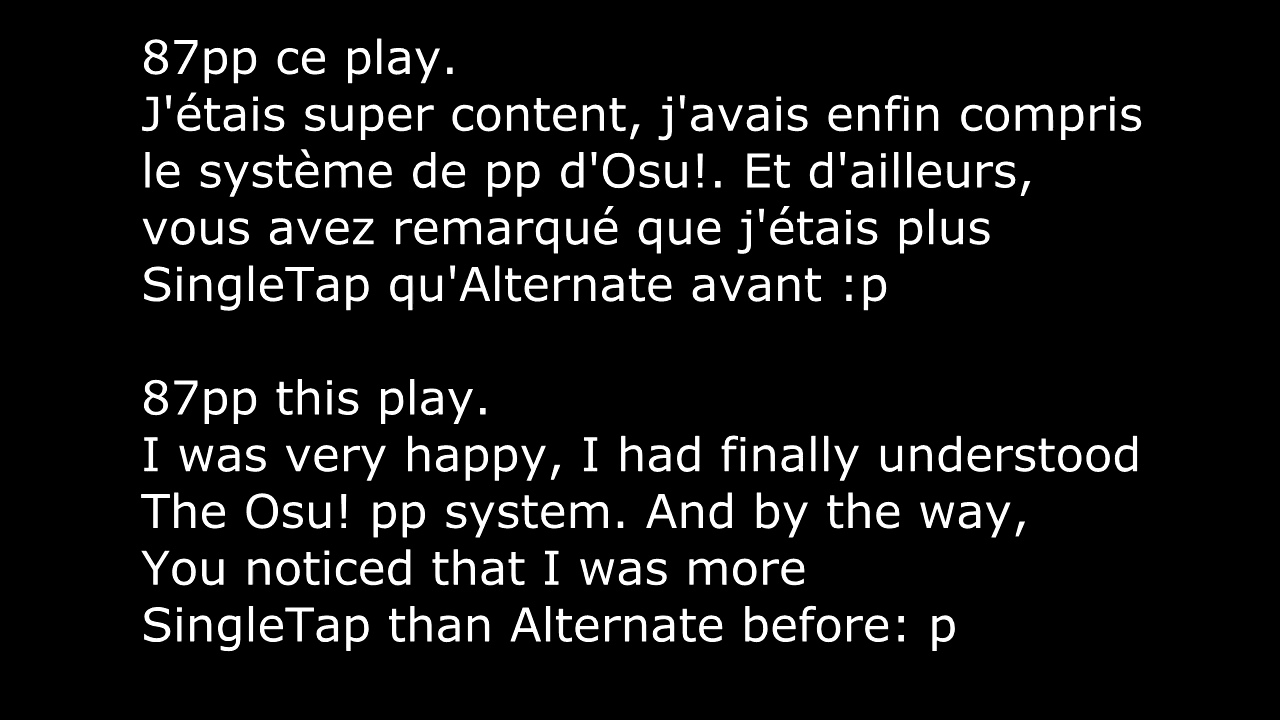 87pp ce play.
J'étais super content, j'avais enfin compris
le système de pp d'Osu!. Et d'ailleurs,
vous avez remarqué que j'étais plus
SingleTap qu'Alternate avant :p
87pp this play.
I was very happy, I had finally understood
The Osu! pp system. And by the way,
You noticed that I was more
SingleTap than Alternate before: p